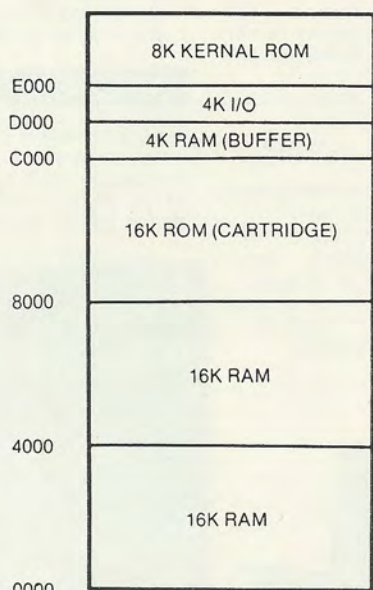 8K KERNAL ROM
E000
4K I/O
D000
4K RAM (BUFFER)
C000
16K ROM (CARTRIDGE)
8000
16K RAM
4000
16K RAM
0000